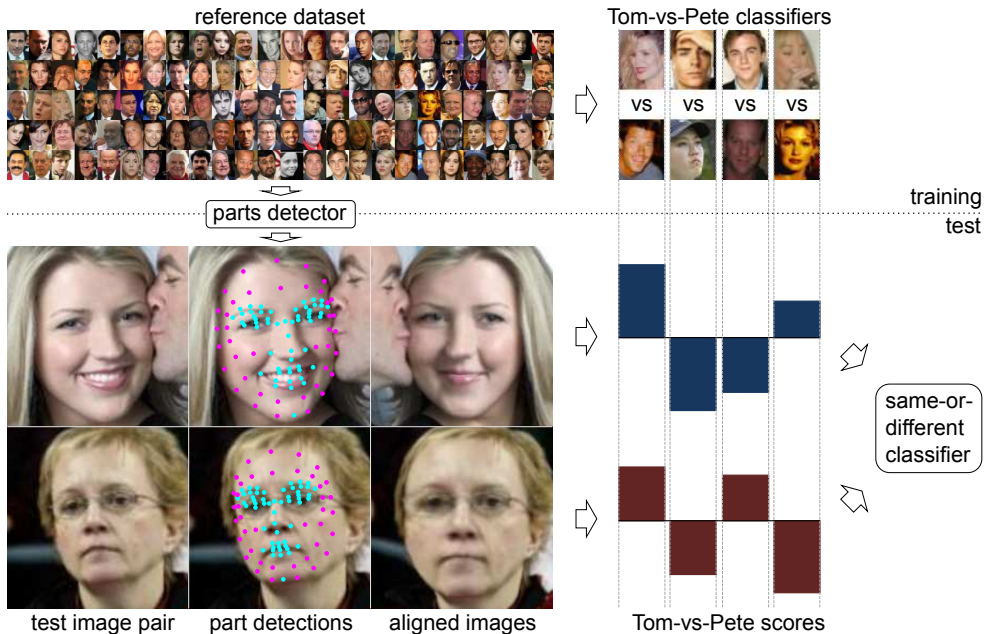 reference dataset
Tom-vs-Pete classifiers
vs vs vs vs
parts detector
training
test
same-or-
different
classifier
test image pair
part detections
aligned images
Tom-vs-Pete scores